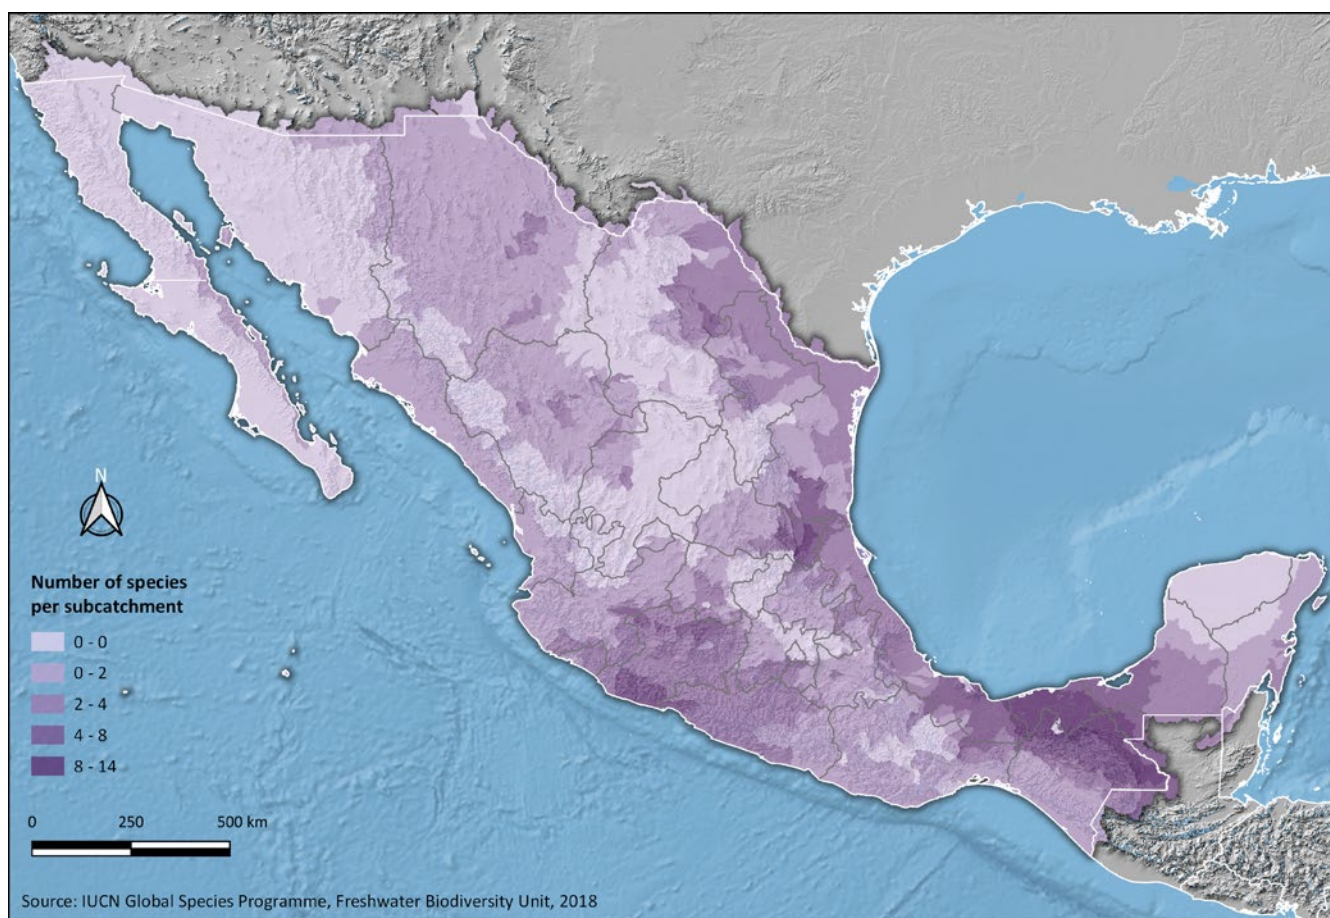 N
Number of species
per subcatchment
0 - 0
0 - 2
2 - 4
4 - 8
8 - 14
0 250 500 km
Source: IUCN Global Species Programme, Freshwater Biodiversity Unit, 2018